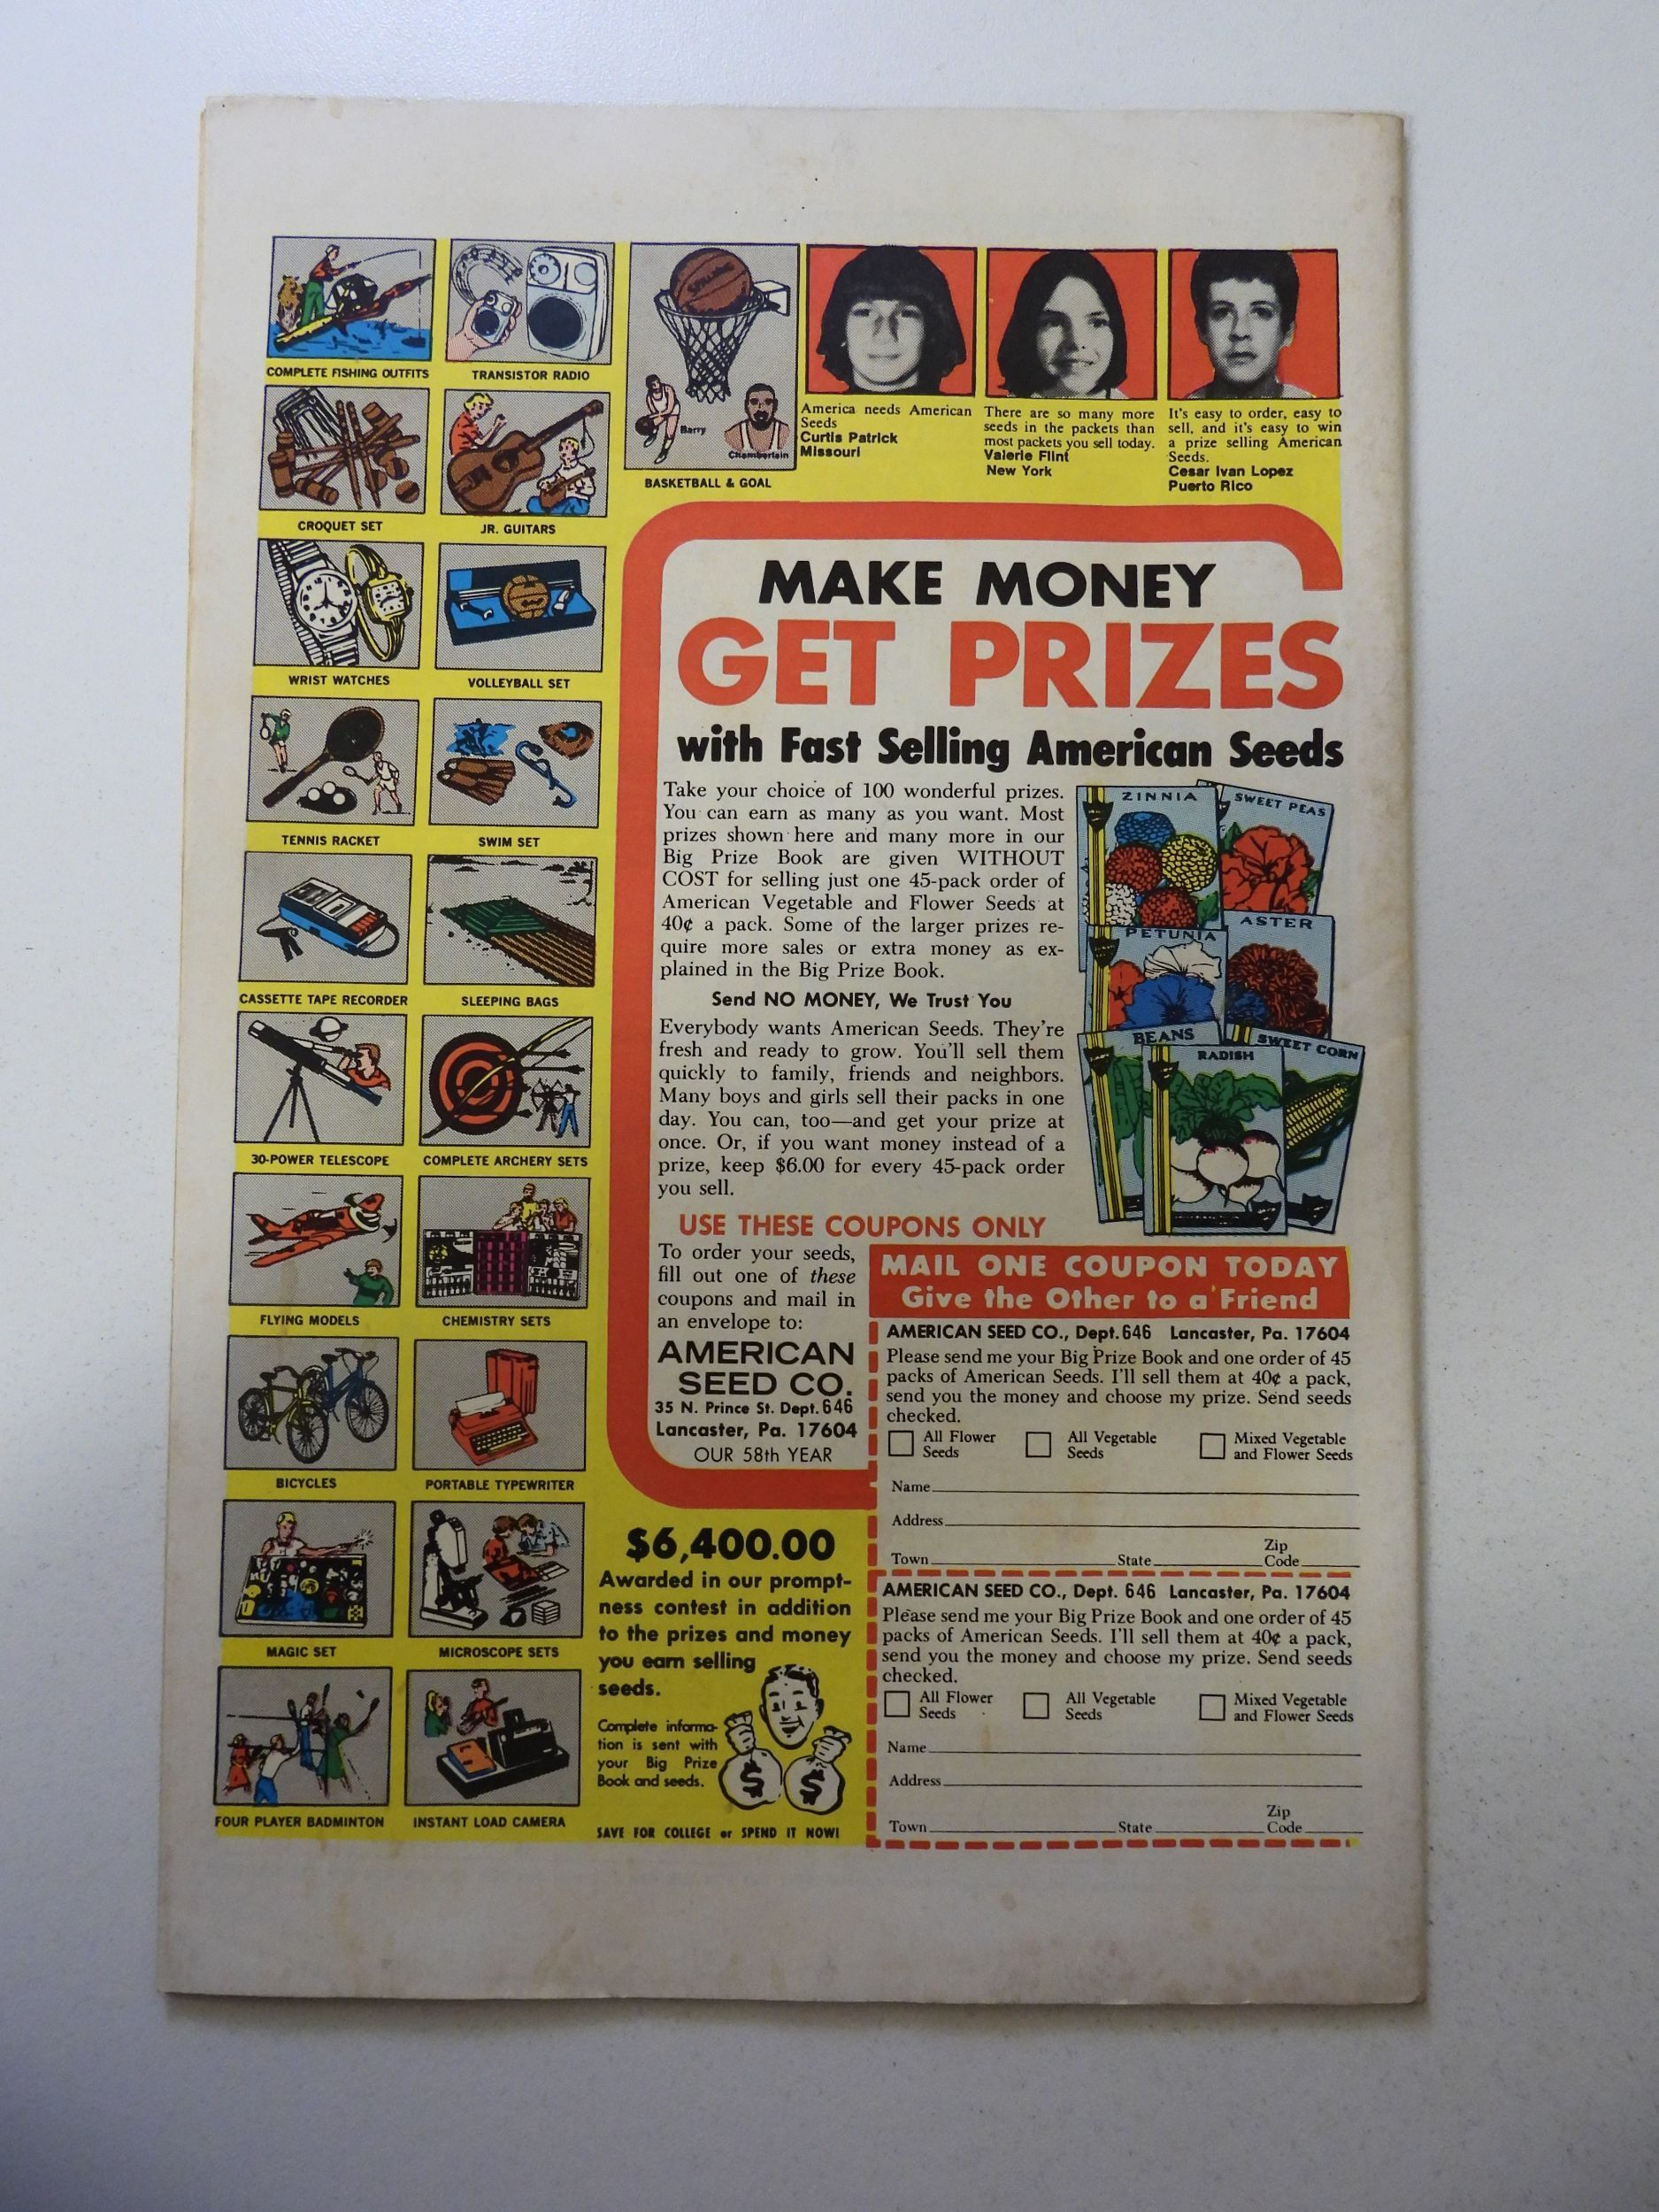 COMPLETE FISHING OUTFITS
TRANSISTOR RADIO
CROQUET SET
JR. GUITARS
WRIST WATCHES
VOLLEYBALL SET
TENNIS RACKET
SWIM SET
CASSETTE TAPE RECORDER
SLEEPING BAGS
30-POWER TELESCOPE
COMPLETE ARCHERY SETS
FLYING MODELS
CHEMISTRY SETS
BICYCLES
PORTABLE TYPEWRITER
MAGIC SET
MICROSCOPE SETS
FOUR PLAYER BADMINTON
INSTANT LOAD CAMERA
SPALDING
Barry
Chamberlain
BASKETBALL & GOAL
America needs American
Seeds
Curtis Patrick
Missouri
There are so many more
seeds in the packets than
most packets you sell today.
Valerie Flint
New York
It's easy to order, easy to
sell, and it's easy to win
a prize selling American
Seeds.
Cesar Ivan Lopez
Puerto Rico
MAKE MONEY
GET PRIZES
with Fast Selling American Seeds
Take your choice of 100 wonderful prizes.
You can earn as many as you want. Most
prizes shown here and many more in our
Big Prize Book are given WITHOUT
COST for selling just one 45-pack order of
American Vegetable and Flower Seeds at
40¢ a pack. Some of the larger prizes re-
quire more sales or extra money as ex-
plained in the Big Prize Book.
Send NO MONEY, We Trust You
Everybody wants American Seeds. They're
fresh and ready to grow. You'll sell them
quickly to family, friends and neighbors.
Many boys and girls sell their packs in one
day. You can, too—and get your prize at
once. Or, if you want money instead of a
prize, keep $6.00 for every 45-pack order
you sell.
ZINNIA
SWEET PEAS
PETUNIA
ASTER
BEANS
RADISH
SWEET CORN
USE THESE COUPONS ONLY
To order your seeds,
fill out one of these
coupons and mail in
an envelope to:
AMERICAN
SEED CO.
35 N. Prince St. Dept. 646
Lancaster, Pa. 17604
OUR 58th YEAR
MAIL ONE COUPON TODAY
Give the Other to a Friend
AMERICAN SEED CO., Dept. 646 Lancaster, Pa. 17604
Please send me your Big Prize Book and one order of 45
packs of American Seeds. I'll sell them at 40¢ a pack,
send you the money and choose my prize. Send seeds
checked.
All Flower
Seeds
All Vegetable
Seeds
Mixed Vegetable
and Flower Seeds
Name
Address
Town State Zip
Code
AMERICAN SEED CO., Dept. 646 Lancaster, Pa. 17604
Please send me your Big Prize Book and one order of 45
packs of American Seeds. I'll sell them at 40¢ a pack,
send you the money and choose my prize. Send seeds
checked.
All Flower
Seeds
All Vegetable
Seeds
Mixed Vegetable
and Flower Seeds
Name
Address
Town State Zip
Code
$6,400.00
Awarded in our prompt-
ness contest in addition
to the prizes and money
you earn selling
seeds.
Complete informa-
tion is sent with
your Big Prize
Book and seeds.
$ $
SAVE FOR COLLEGE or SPEND IT NOW!